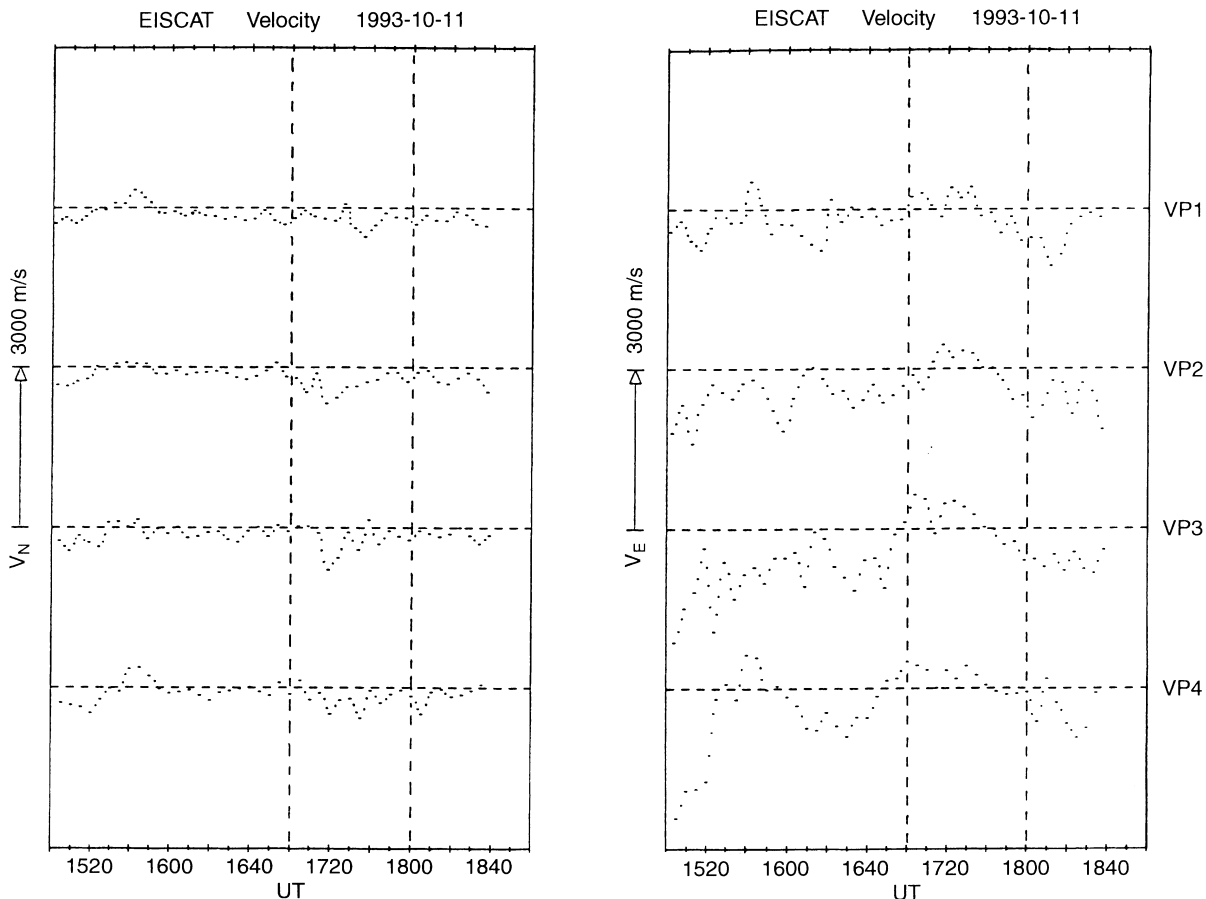 EISCAT Velocity 1993-10-11
EISCAT Velocity 1993-10-11
V_N 3000 m/s
V_E 3000 m/s
VP1
VP2
VP3
VP4
1520 1600 1640 1720 1800 1840
UT
1520 1600 1640 1720 1800 1840
UT